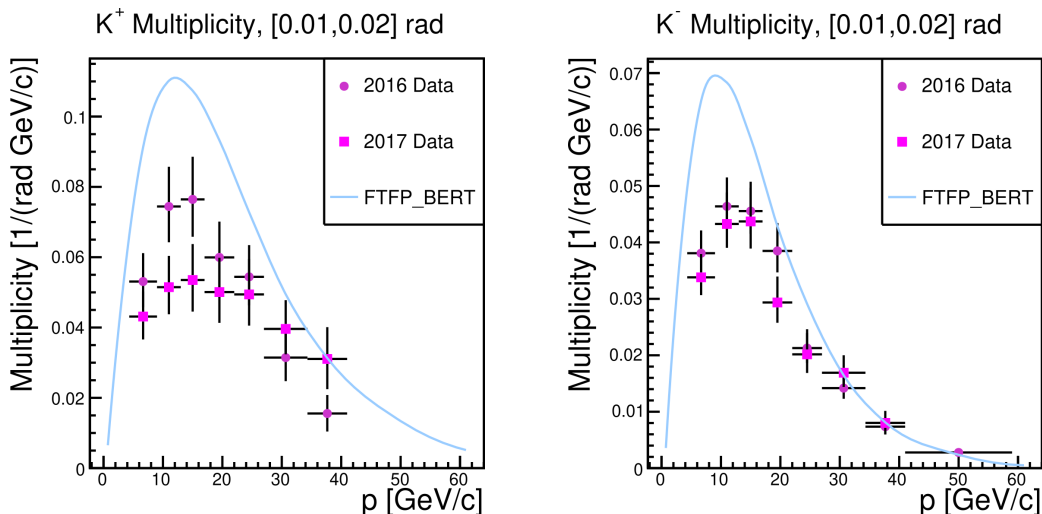 K+ Multiplicity, [0.01,0.02] rad
Multiplicity [1/(rad GeV/c)]
0.1
0.08
0.06
0.04
0.02
0
2016 Data
2017 Data
FTFP_BERT
0 10 20 30 40 50 60
p [GeV/c]
K- Multiplicity, [0.01,0.02] rad
Multiplicity [1/(rad GeV/c)]
0.07
0.06
0.05
0.04
0.03
0.02
0.01
0
2016 Data
2017 Data
FTFP_BERT
0 10 20 30 40 50 60
p [GeV/c]